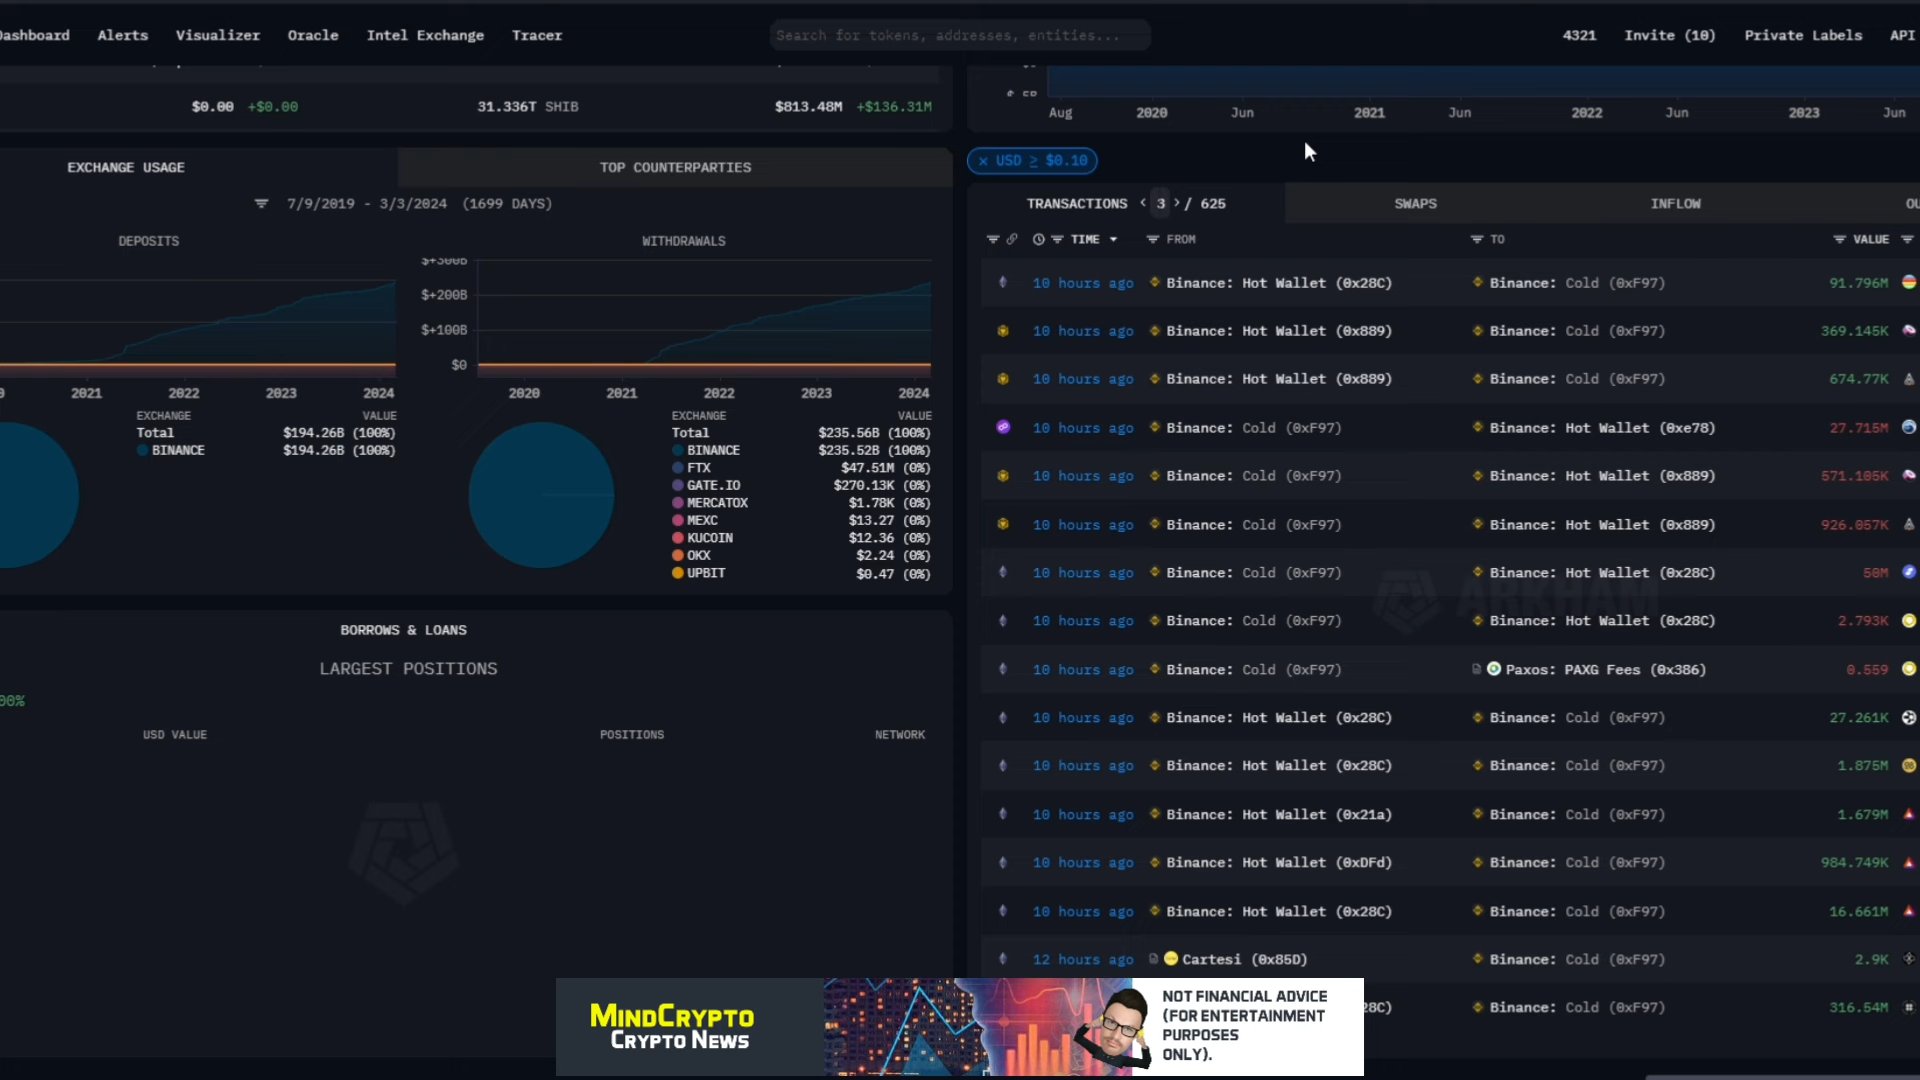 Dashboard Alerts Visualizer Oracle Intel Exchange Tracer
Search for tokens, addresses, entities...
4321 Invite (10) Private Labels API
$0.00 +$0.00 31.336T SHIB $813.48M +$136.31M
EXCHANGE USAGE
TOP COUNTERPARTIES
7/9/2019 - 3/3/2024 (1699 DAYS)
DEPOSITS
2021 2022 2023 2024
EXCHANGE VALUE
Total $194.26B (100%)
BINANCE $194.26B (100%)
WITHDRAWALS
$+300B
$+200B
$+100B
$0
2020 2021 2022 2023 2024
EXCHANGE VALUE
Total $235.56B (100%)
BINANCE $235.52B (100%)
FTX $47.51M (0%)
GATE.IO $270.13K (0%)
MERCATOX $1.78K (0%)
MEXC $13.27 (0%)
KUCOIN $12.36 (0%)
OKX $2.24 (0%)
UPBIT $0.47 (0%)
BORROWS & LOANS
LARGEST POSITIONS
00%
USD VALUE POSITIONS NETWORK
Aug 2020 Jun 2021 Jun 2022 Jun 2023 Jun
× USD ≥ $0.10
TRANSACTIONS < 3 > / 625 SWAPS INFLOW OU
TIME FROM TO VALUE
10 hours ago Binance: Hot Wallet (0x28C) Binance: Cold (0xF97) 91.796M
10 hours ago Binance: Hot Wallet (0x889) Binance: Cold (0xF97) 369.145K
10 hours ago Binance: Hot Wallet (0x889) Binance: Cold (0xF97) 674.77K
10 hours ago Binance: Cold (0xF97) Binance: Hot Wallet (0xe78) 27.715M
10 hours ago Binance: Cold (0xF97) Binance: Hot Wallet (0x889) 571.105K
10 hours ago Binance: Cold (0xF97) Binance: Hot Wallet (0x889) 926.057K
10 hours ago Binance: Cold (0xF97) Binance: Hot Wallet (0x28C) 50M
ARKHAM
10 hours ago Binance: Cold (0xF97) Binance: Hot Wallet (0x28C) 2.793K
10 hours ago Binance: Cold (0xF97) Paxos: PAXG Fees (0x386) 0.559
10 hours ago Binance: Hot Wallet (0x28C) Binance: Cold (0xF97) 27.261K
10 hours ago Binance: Hot Wallet (0x28C) Binance: Cold (0xF97) 1.875M
10 hours ago Binance: Hot Wallet (0x21a) Binance: Cold (0xF97) 1.679M
10 hours ago Binance: Hot Wallet (0xDFd) Binance: Cold (0xF97) 984.749K
10 hours ago Binance: Hot Wallet (0x28C) Binance: Cold (0xF97) 16.661M
12 hours ago Cartesi (0x85D) Binance: Cold (0xF97) 2.9K
28C) Binance: Cold (0xF97) 316.54M
MINDCRYPTO
CRYPTO NEWS
NOT FINANCIAL ADVICE
(FOR ENTERTAINMENT
PURPOSES
ONLY).